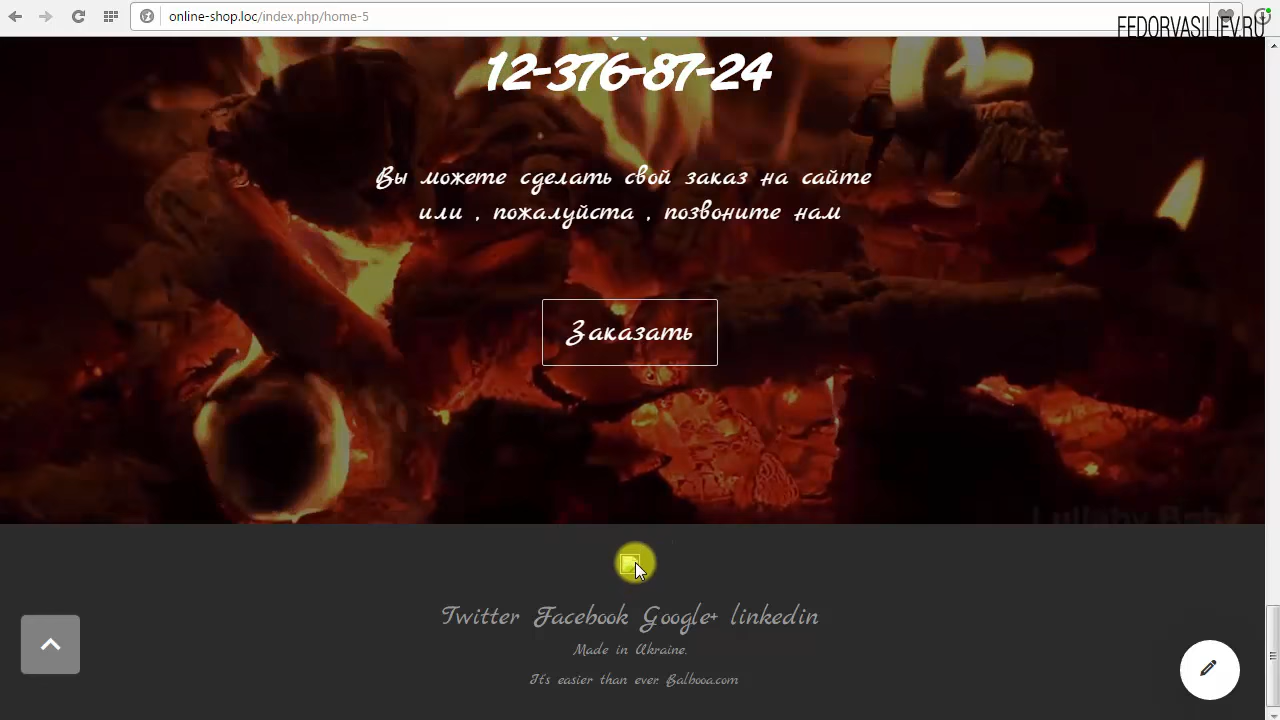 online-shop.loc/index.php/home-5
FEDORVASILIEV.RU
12-376-87-24
Вы можете сделать свой заказ на сайте
или , пожалуйста , позвоните нам
Заказать
Lullaby Baby
Twitter Facebook Google+ linkedin
Made in Ukraine.
It's easier than ever. Balbooa.com